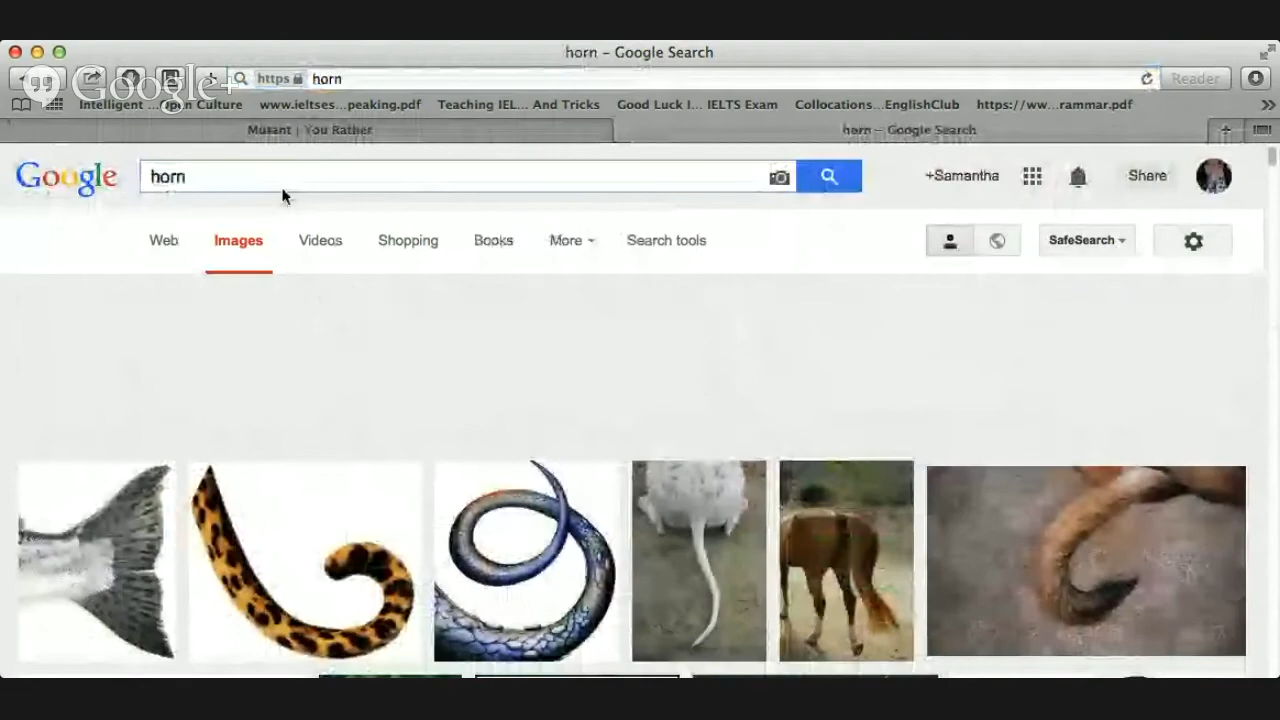 horn – Google Search
Google+
https horn
Reader
Intelligent ...Open Culture www.ieltses...peaking.pdf Teaching IEL... And Tricks Good Luck I... IELTS Exam Collocations...EnglishClub https://ww...rammar.pdf
Mutant | You Rather horn – Google Search
Google horn +Samantha Share
Web Images Videos Shopping Books More Search tools SafeSearch